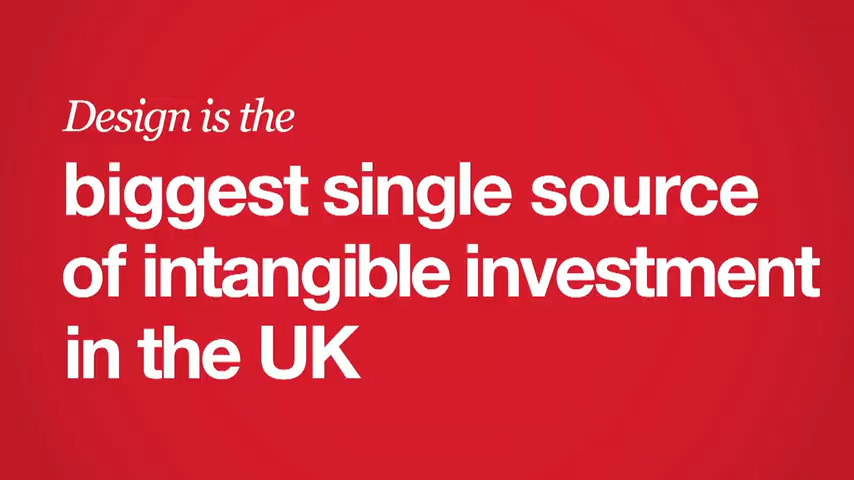 Design is the
biggest single source
of intangible investment
in the UK